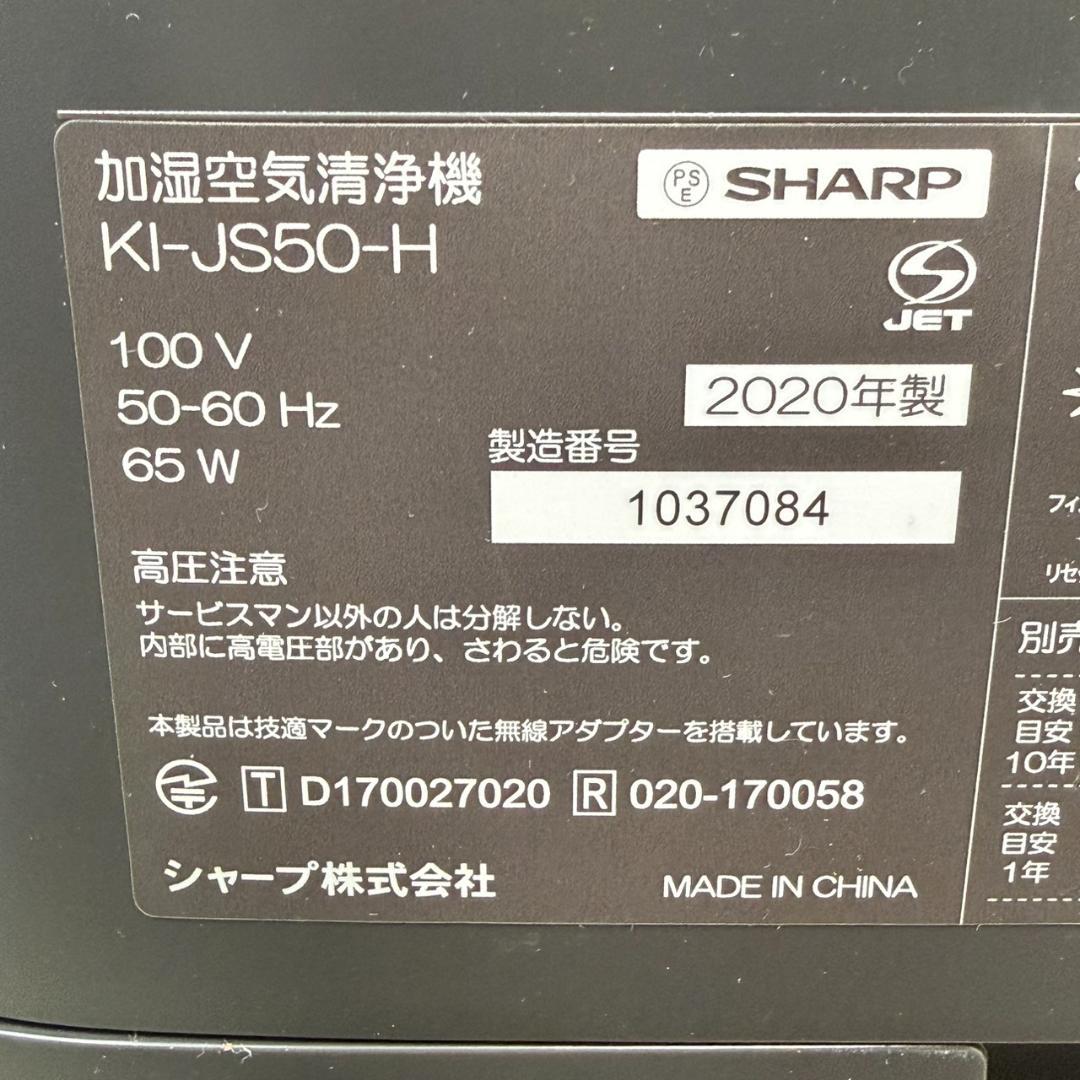 加湿空気清浄機
KI-JS50-H
PSE SHARP
JET
100 V
50-60 Hz
65 W
2020年製
製造番号
1037084
高圧注意
サービスマン以外の人は分解しない。
内部に高電圧部があり、さわると危険です。
本製品は技適マークのついた無線アダプターを搭載しています。
T D170027020 R 020-170058
シャープ株式会社
MADE IN CHINA
リセ
別売
交換
目安
10年
交換
目安
1年